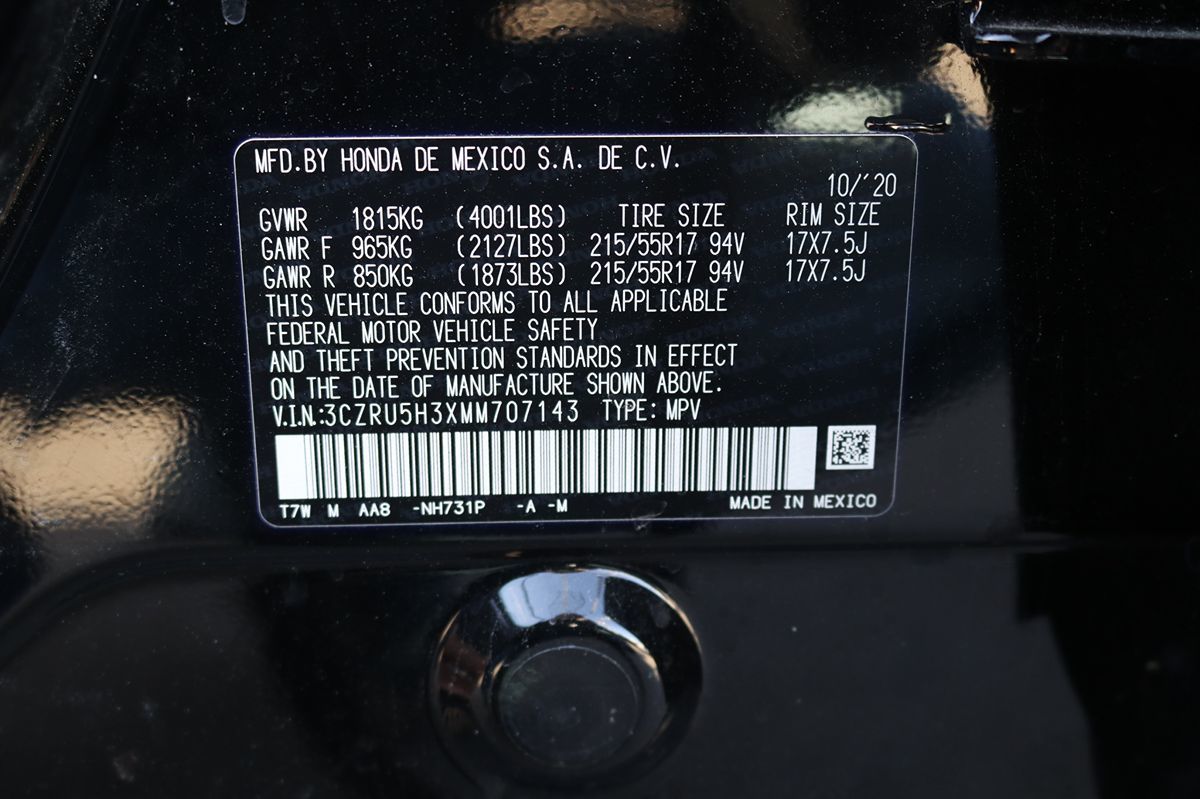 MFD.BY HONDA DE MEXICO S.A. DE C.V.
10/'20
GVWR 1815KG (4001LBS) TIRE SIZE RIM SIZE
GAWR F 965KG (2127LBS) 215/55R17 94V 17X7.5J
GAWR R 850KG (1873LBS) 215/55R17 94V 17X7.5J
THIS VEHICLE CONFORMS TO ALL APPLICABLE
FEDERAL MOTOR VEHICLE SAFETY
AND THEFT PREVENTION STANDARDS IN EFFECT
ON THE DATE OF MANUFACTURE SHOWN ABOVE.
V.I.N.:3CZRU5H3XMM707143 TYPE: MPV
T7W M AA8 -NH731P -A -M MADE IN MEXICO